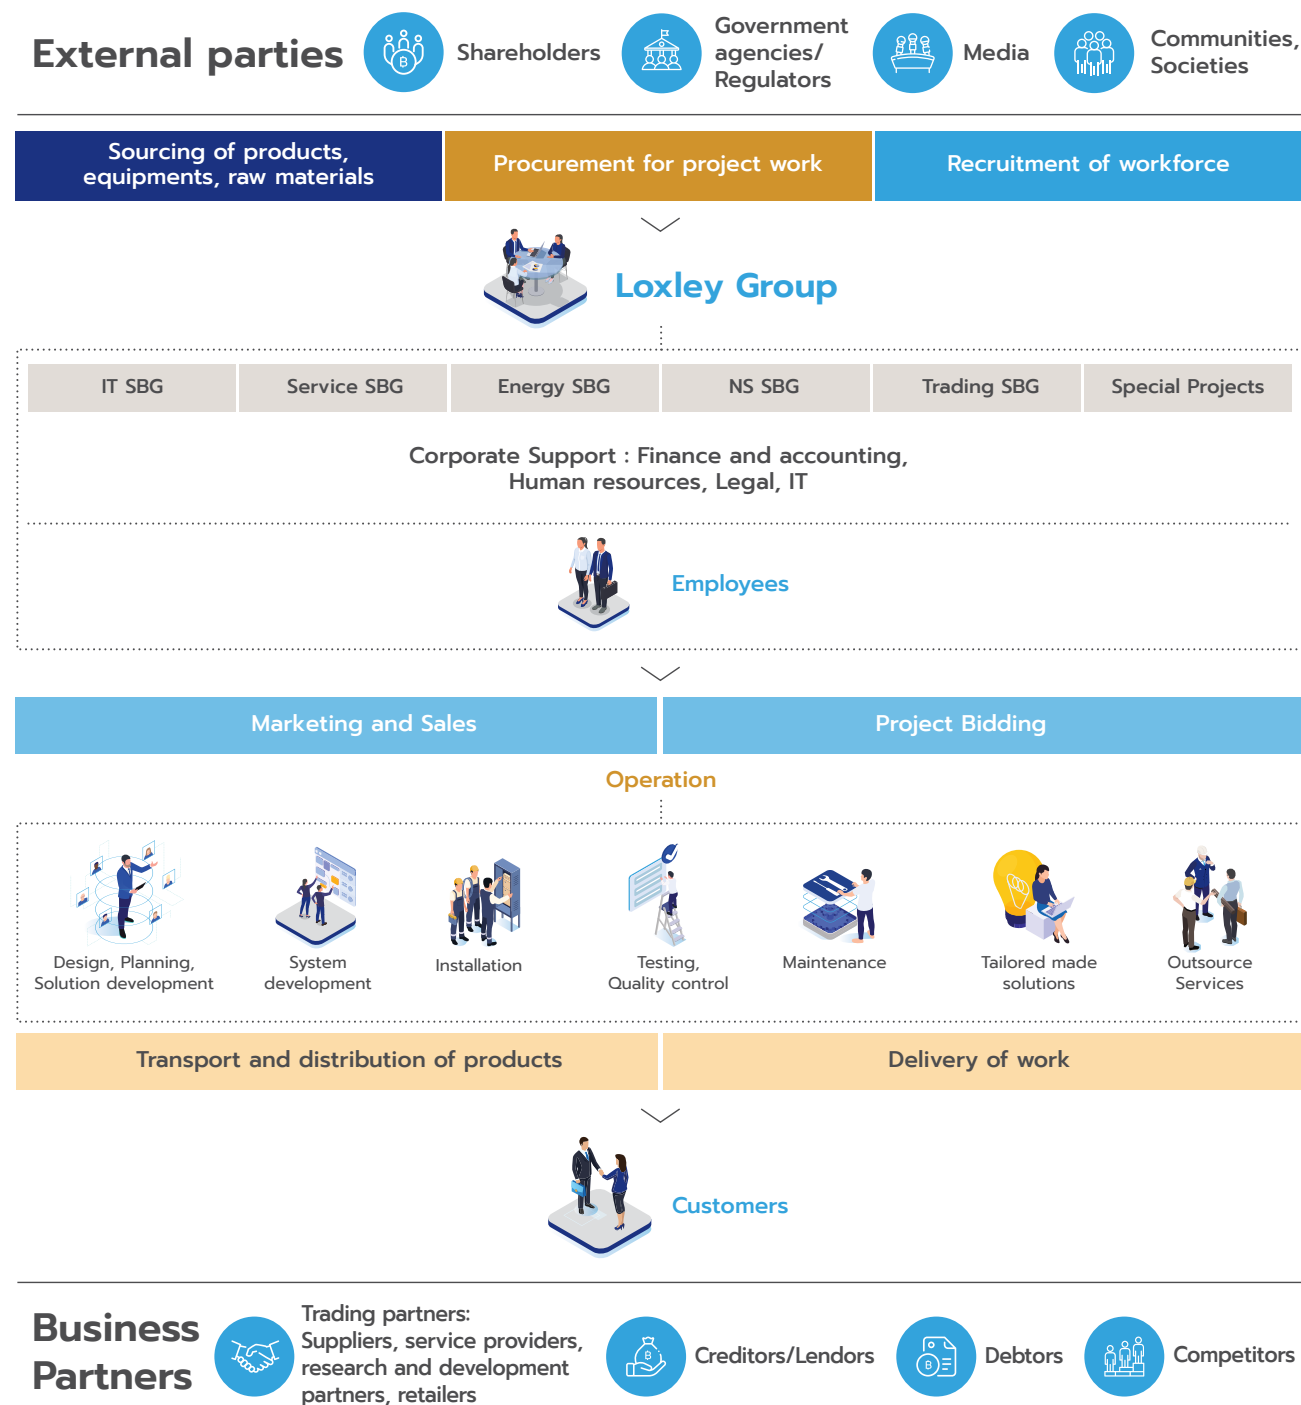 External parties
Shareholders
Government
agencies/
Regulators
Media
Communities,
Societies
Sourcing of products,
equipments, raw materials
Procurement for project work
Recruitment of workforce
Loxley Group
IT SBG
Service SBG
Energy SBG
NS SBG
Trading SBG
Special Projects
Corporate Support : Finance and accounting,
Human resources, Legal, IT
Employees
Marketing and Sales
Project Bidding
Operation
Design, Planning,
Solution development
System
development
Installation
Testing,
Quality control
Maintenance
Tailored made
solutions
Outsource
Services
Transport and distribution of products
Delivery of work
Customers
Business
Partners
Trading partners:
Suppliers, service providers,
research and development
partners, retailers
Creditors/Lendors
Debtors
Competitors